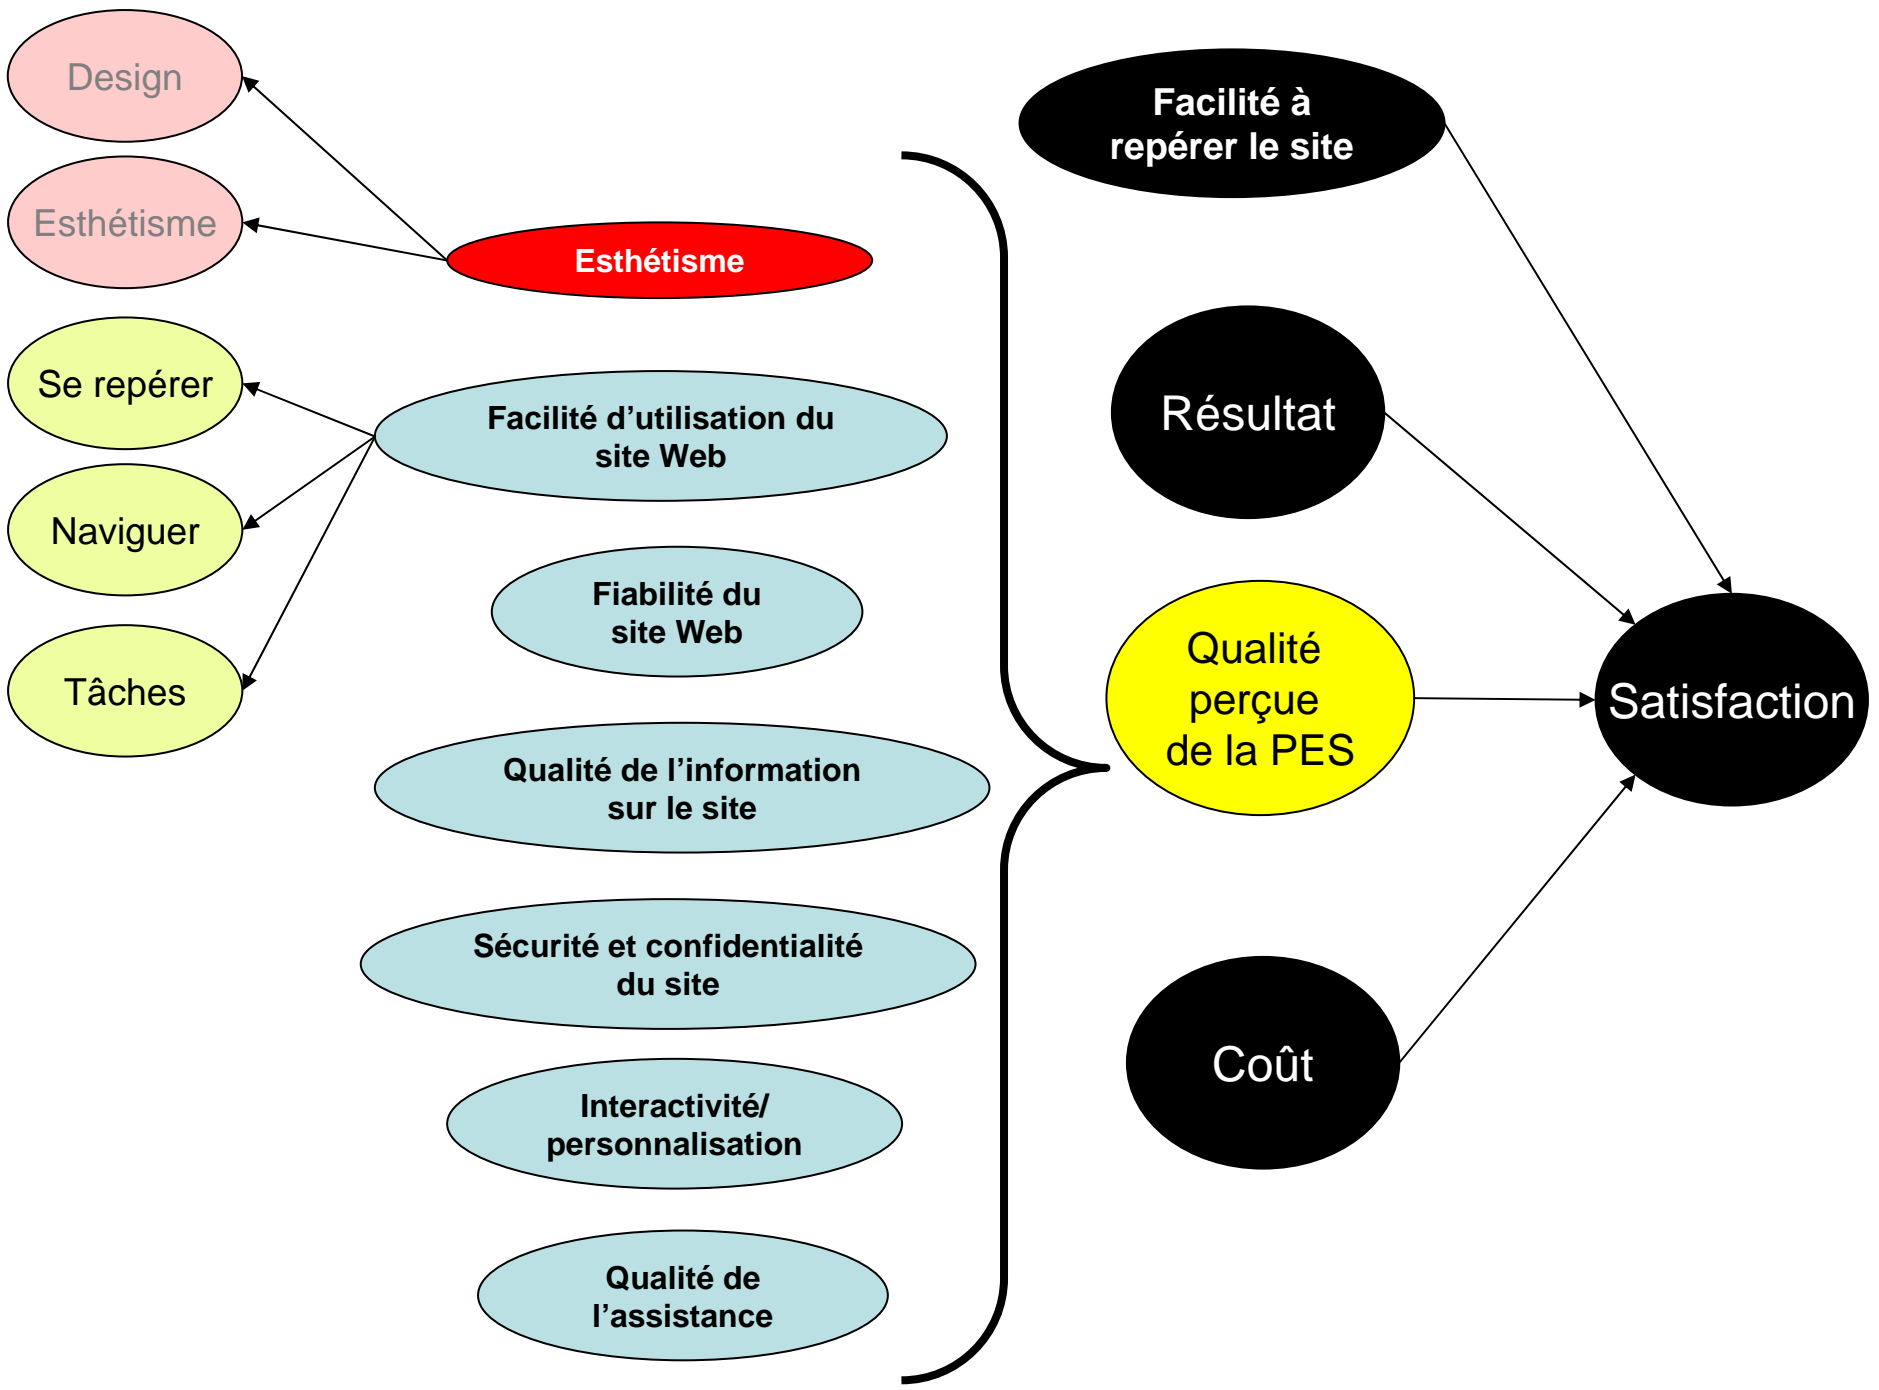 Design
Esthétisme
Se repérer
Naviguer
Tâches
Esthétisme
Facilité d’utilisation du
site Web
Fiabilité du
site Web
Qualité de l’information
sur le site
Sécurité et confidentialité
du site
Interactivité/
personnalisation
Qualité de
l’assistance
Facilité à
repérer le site
Résultat
Qualité
perçue
de la PES
Coût
Satisfaction